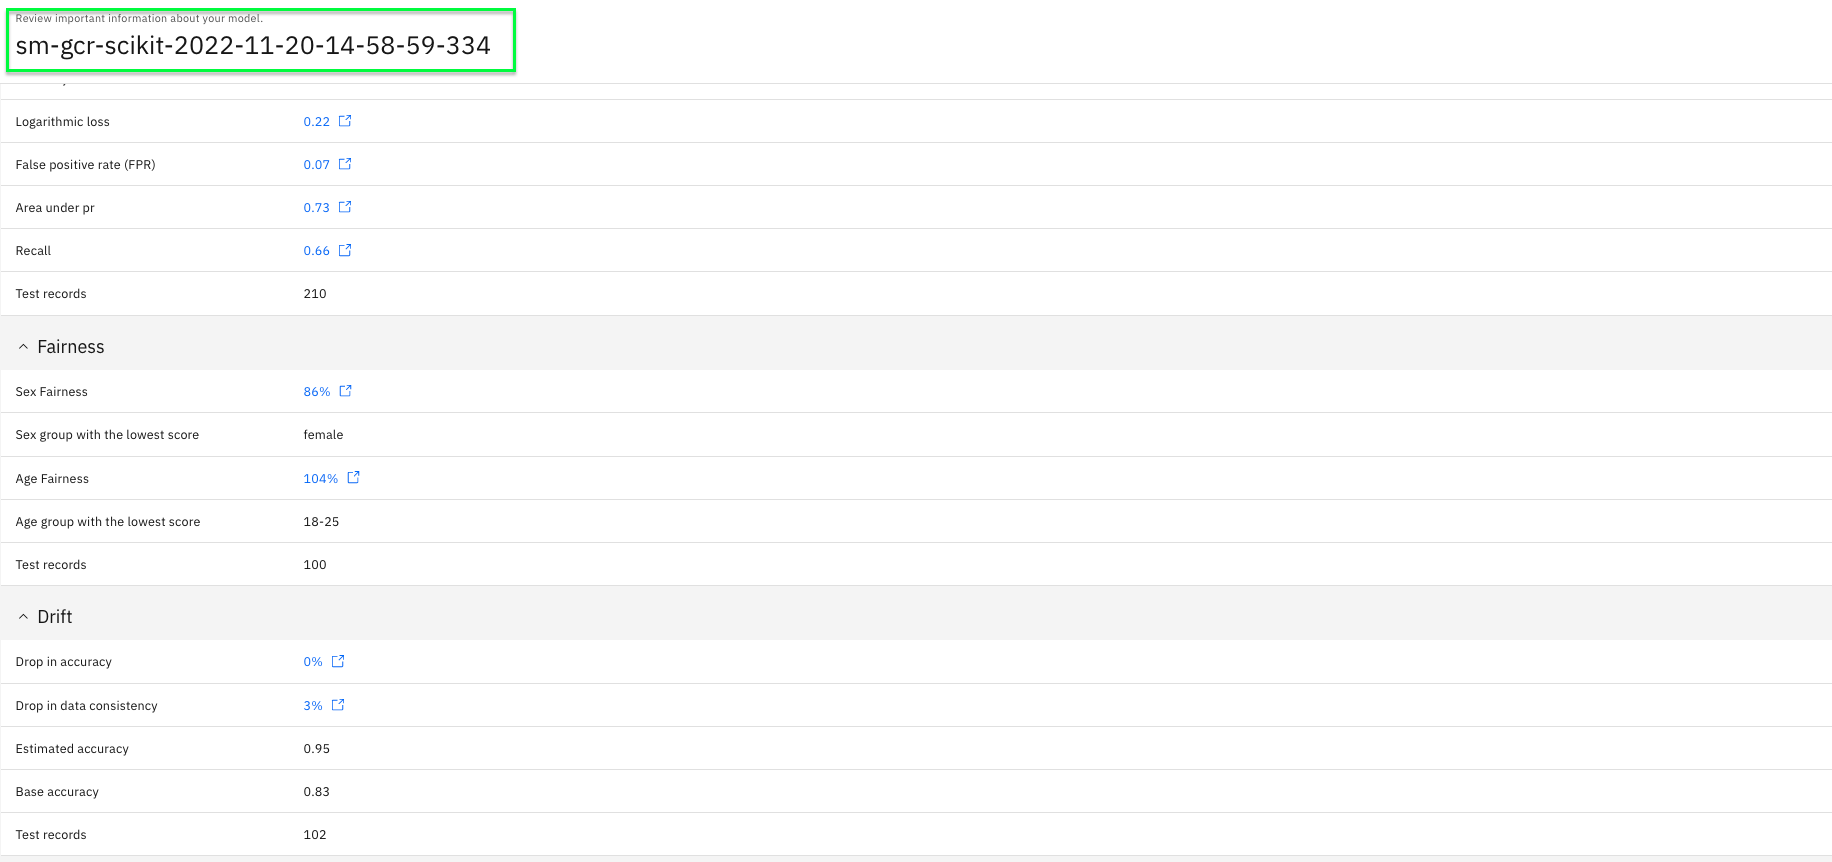 Review important information about your model.
sm-gcr-scikit-2022-11-20-14-58-59-334
Logarithmic loss 0.22
False positive rate (FPR) 0.07
Area under pr 0.73
Recall 0.66
Test records 210
Fairness
Sex Fairness 86%
Sex group with the lowest score female
Age Fairness 104%
Age group with the lowest score 18-25
Test records 100
Drift
Drop in accuracy 0%
Drop in data consistency 3%
Estimated accuracy 0.95
Base accuracy 0.83
Test records 102